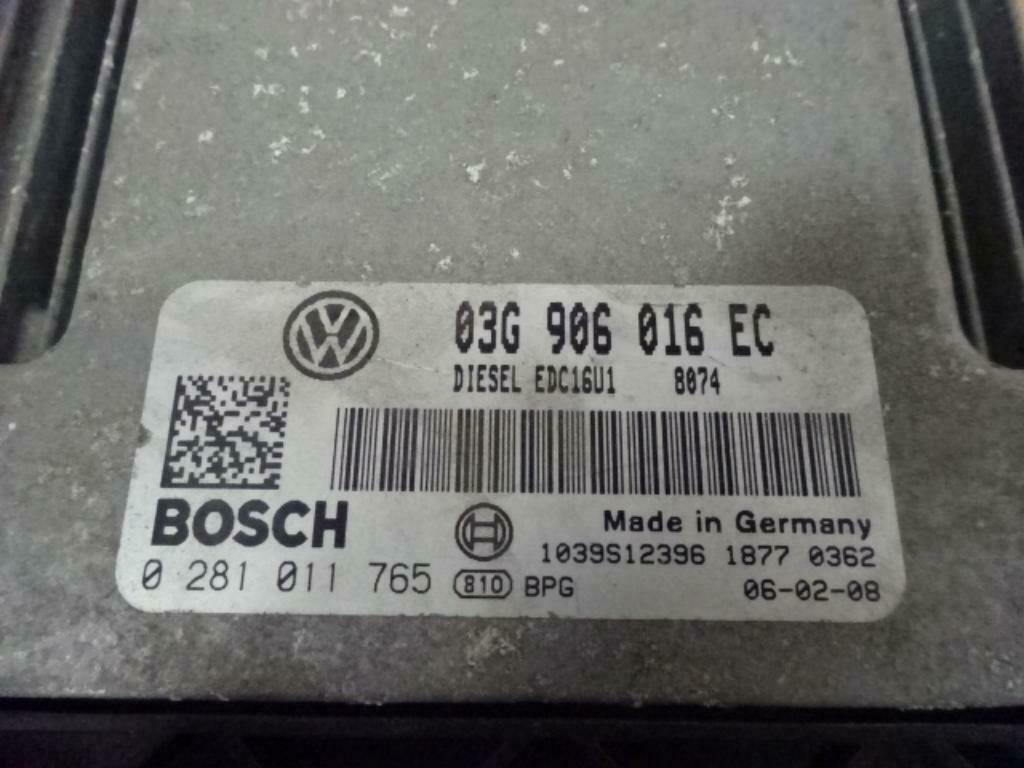 03G 906 016 EC
DIESEL EDC16U1 8074
BOSCH
Made in Germany
1039S12396 1877 0362
0 281 011 765 810 BPG 06-02-08